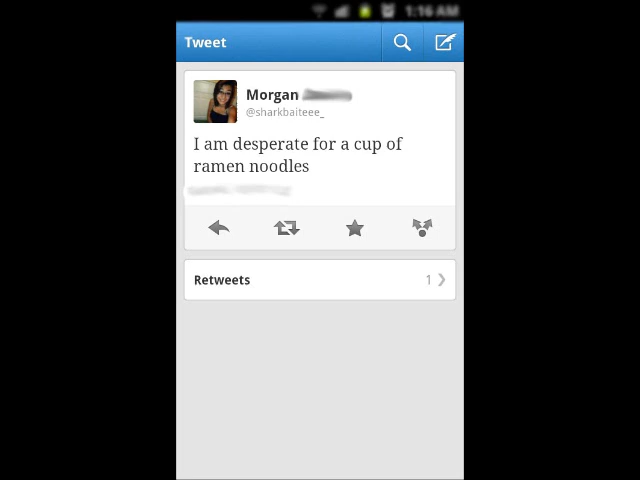 1:16 AM
Tweet
Morgan
@sharkbaiteee_
I am desperate for a cup of
ramen noodles
Retweets
1